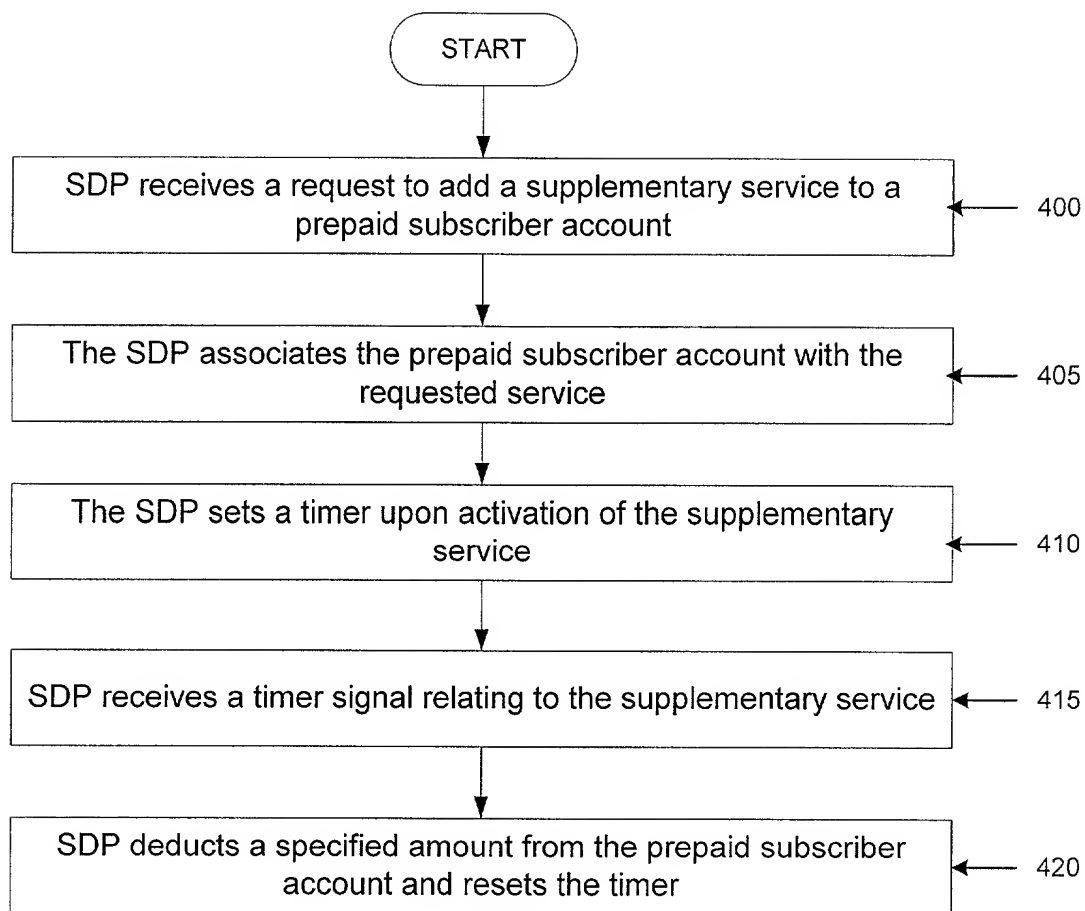 START
SDP receives a request to add a supplementary service to a
prepaid subscriber account
400
The SDP associates the prepaid subscriber account with the
requested service
405
The SDP sets a timer upon activation of the supplementary
service
410
SDP receives a timer signal relating to the supplementary service
415
SDP deducts a specified amount from the prepaid subscriber
account and resets the timer
420